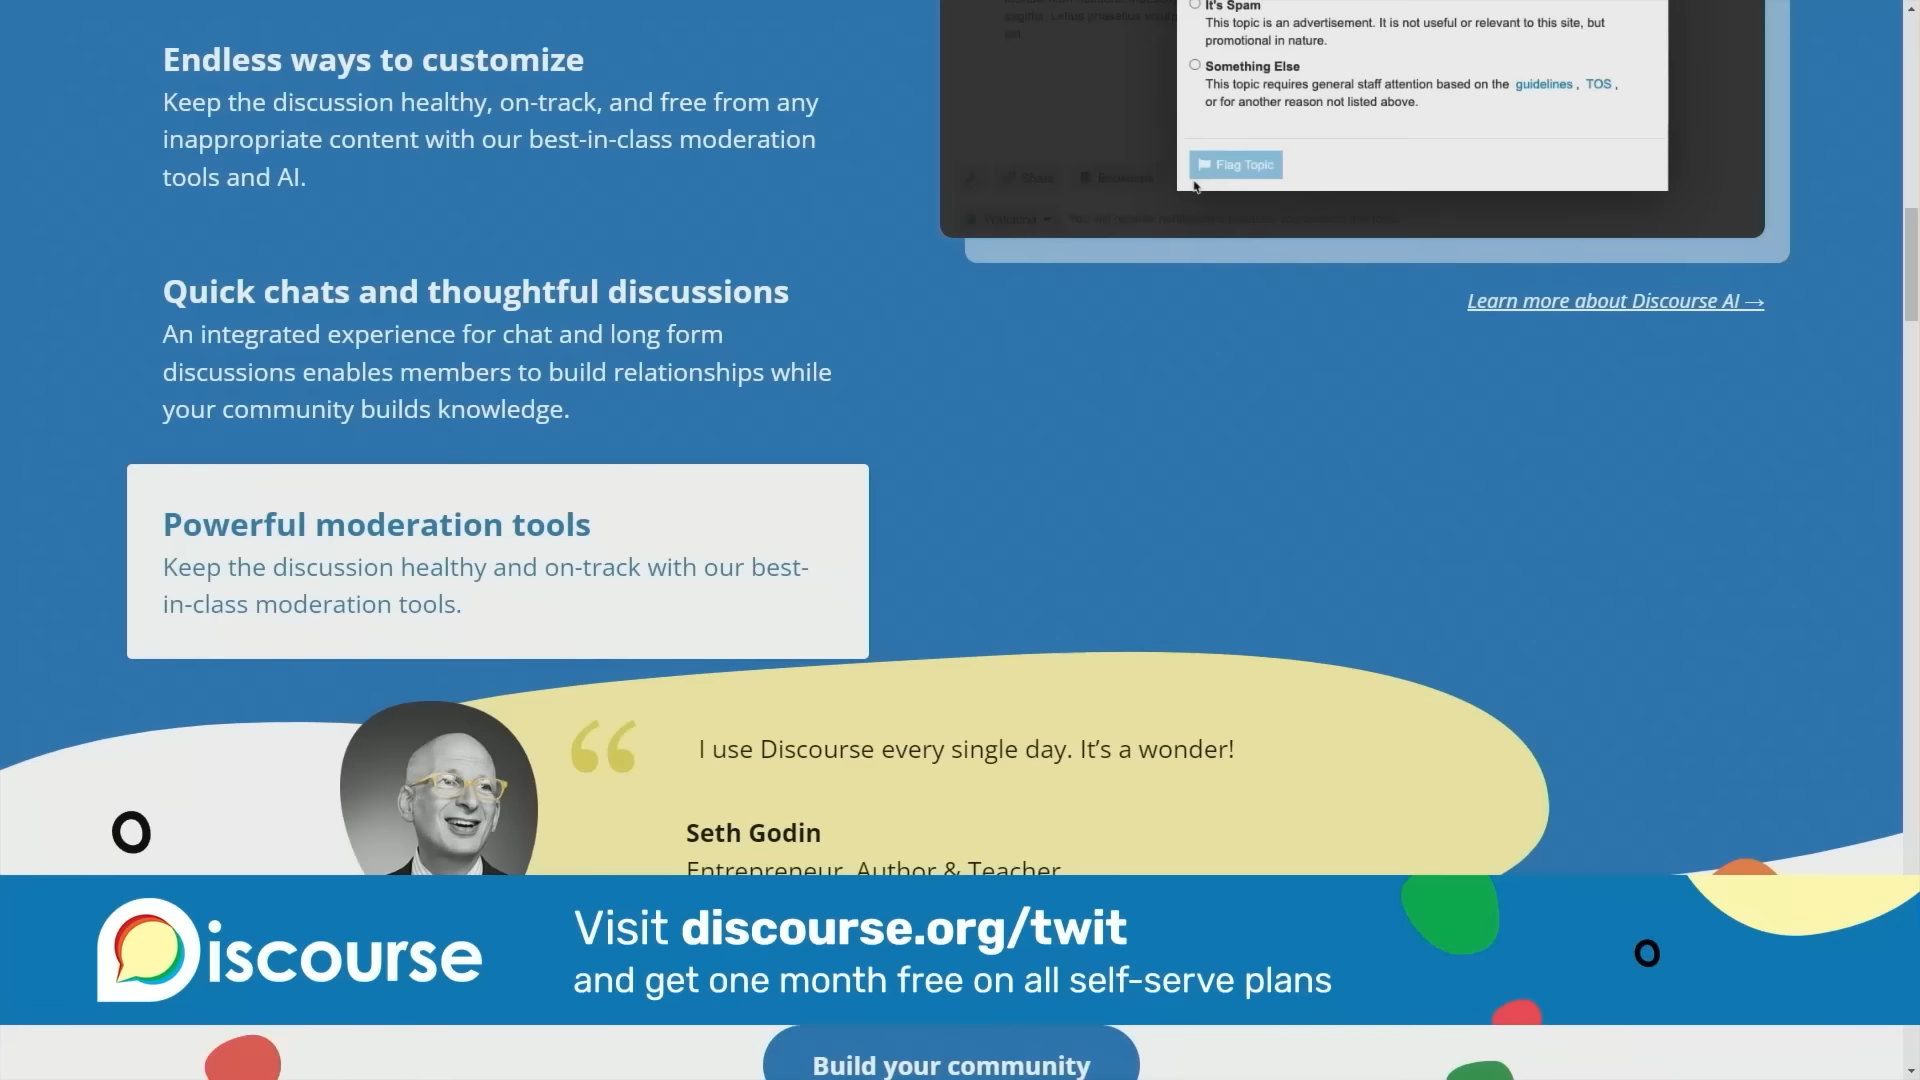 Endless ways to customize
Keep the discussion healthy, on-track, and free from any
inappropriate content with our best-in-class moderation
tools and AI.
Quick chats and thoughtful discussions
An integrated experience for chat and long form
discussions enables members to build relationships while
your community builds knowledge.
Powerful moderation tools
Keep the discussion healthy and on-track with our best-
in-class moderation tools.
It's Spam
This topic is an advertisement. It is not useful or relevant to this site, but
promotional in nature.
Something Else
This topic requires general staff attention based on the guidelines, TOS,
or for another reason not listed above.
Flag Topic
Share
Bookmark
Learn more about Discourse AI →
“ I use Discourse every single day. It’s a wonder!
Seth Godin
Entrepreneur, Author & Teacher
Discourse
Visit discourse.org/twit
and get one month free on all self-serve plans
Build your community